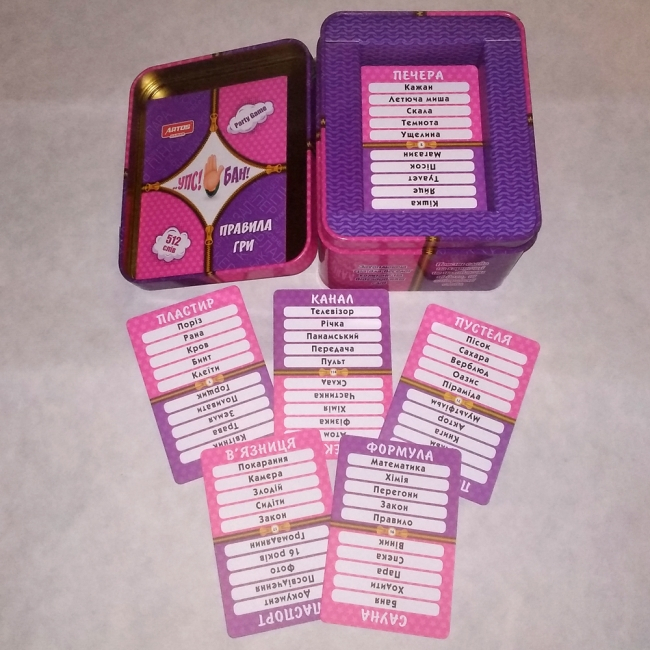 ARTOS
Party Game
...УПС! БАН!
512
слів
ПРАВИЛА
ГРИ
ПЕЧЕРА
Кажан
Летюча миша
Скала
Темнота
Ущелина
Магазин
Пісок
Туалет
Яйце
Кішка
ПЛАСТИР
Поріз
Рана
Кров
Бинт
Клеїти
Горщик
Поливати
Земля
Трава
Квітник
КАНАЛ
Телевізор
Річка
Панамський
Передача
Пульт
Склад
Частинка
Хімія
Фізика
Атом
ПУСТЕЛЯ
Пісок
Сахара
Верблюд
Оазис
Піраміда
Мультфільм
Актор
Книга
В'ЯЗНИЦЯ
Покарання
Камера
Злодій
Сидіти
Закон
Громадянин
16 років
Фото
Посвідчення
Документ
ПАСПОРТ
ФОРМУЛА
Математика
Хімія
Перегони
Закон
Правило
Віник
Спека
Пара
Ходити
Баня
САУНА